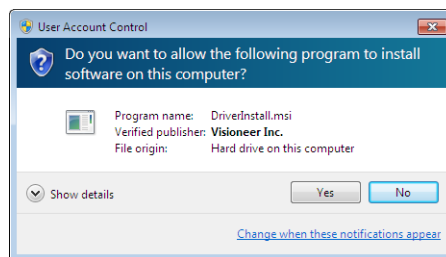 User Account Control
Do you want to allow the following program to install
software on this computer?
Program name: DriverInstall.msi
Verified publisher: Visioneer Inc.
File origin: Hard drive on this computer
Show details
Yes No
Change when these notifications appear